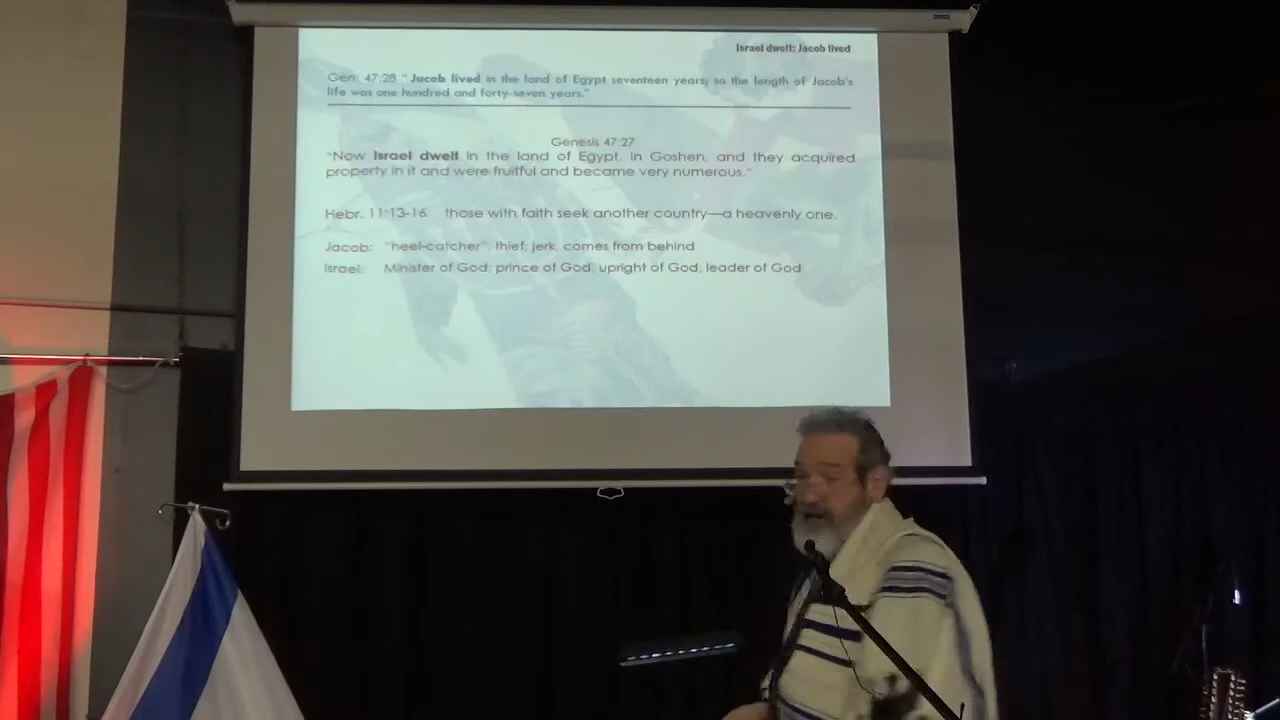 Israel dwelt; Jacob lived
Gen. 47:28 "Jacob lived in the land of Egypt seventeen years; so the length of Jacob's
life was one hundred and forty-seven years."
Genesis 47:27
"Now Israel dwelt in the land of Egypt, in Goshen, and they acquired
property in it and were fruitful and became very numerous."
Hebr. 11:13-16 those with faith seek another country—a heavenly one.
Jacob: "heel-catcher", thief; jerk, comes from behind
Israel: Minister of God; prince of God; upright of God; leader of God